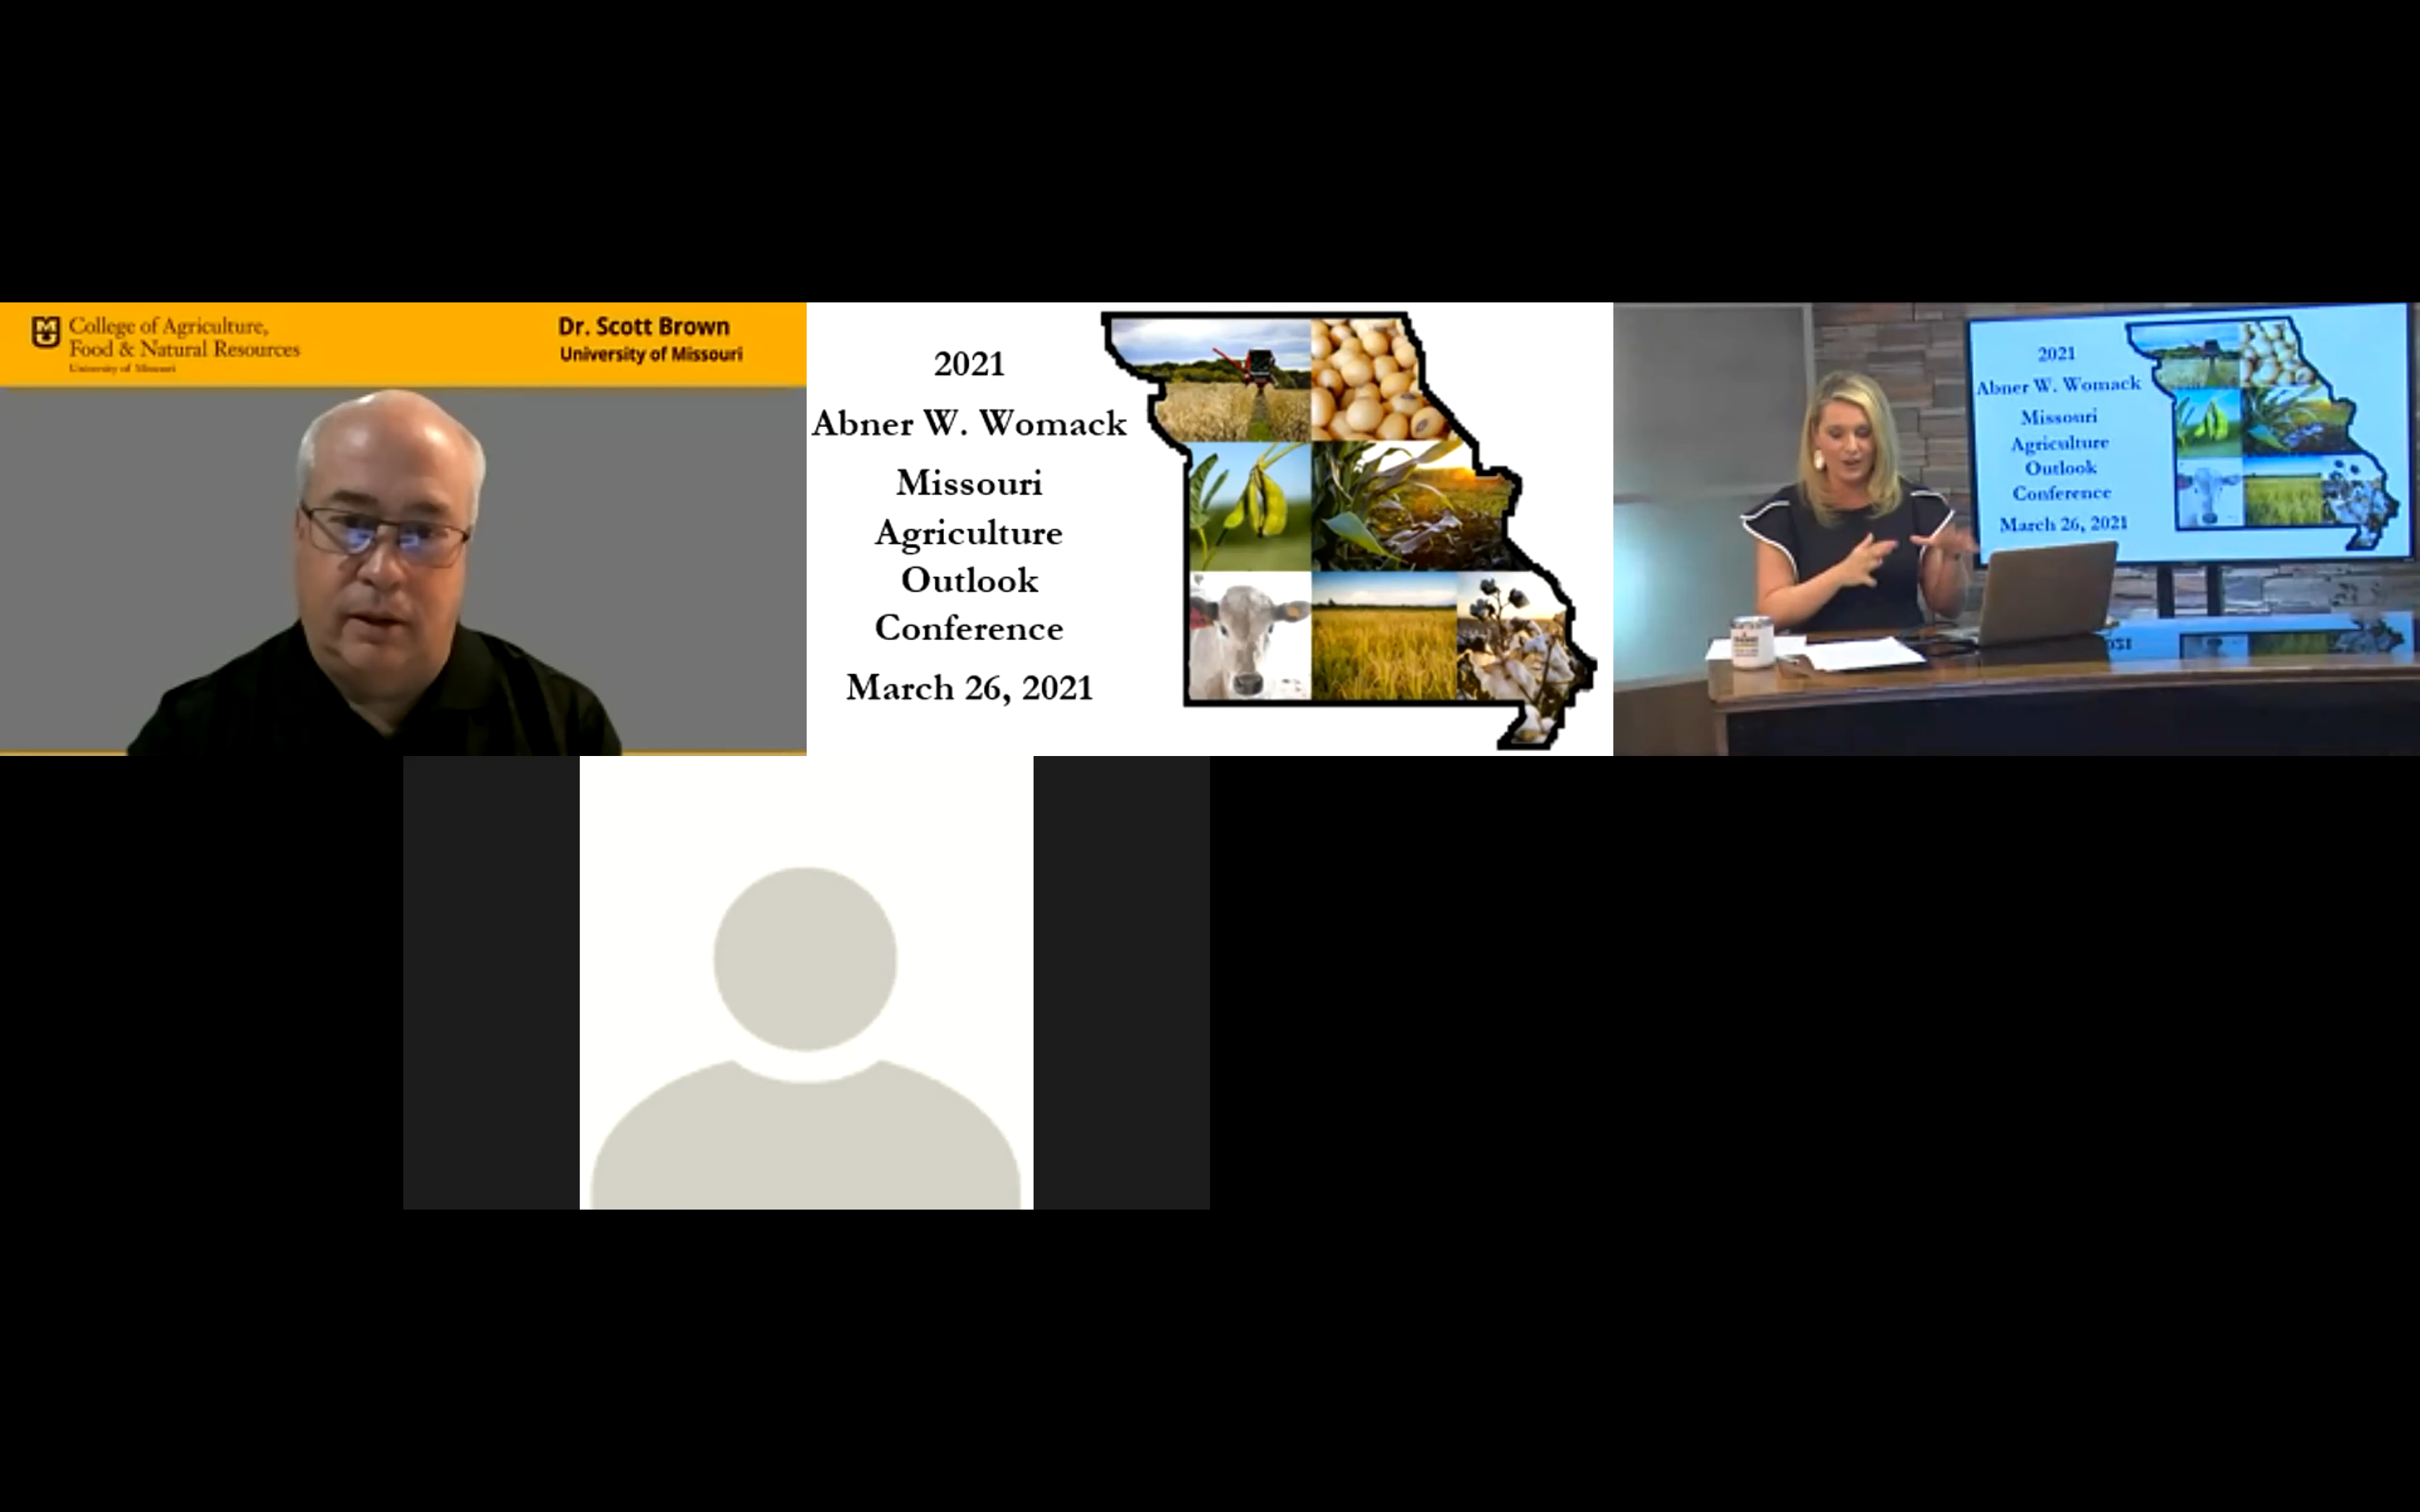 College of Agriculture,
Food & Natural Resources
University of Missouri
Dr. Scott Brown
University of Missouri
2021
Abner W. Womack
Missouri
Agriculture
Outlook
Conference
March 26, 2021
2021
Abner W. Womack
Missouri
Agriculture
Outlook
Conference
March 26, 2021